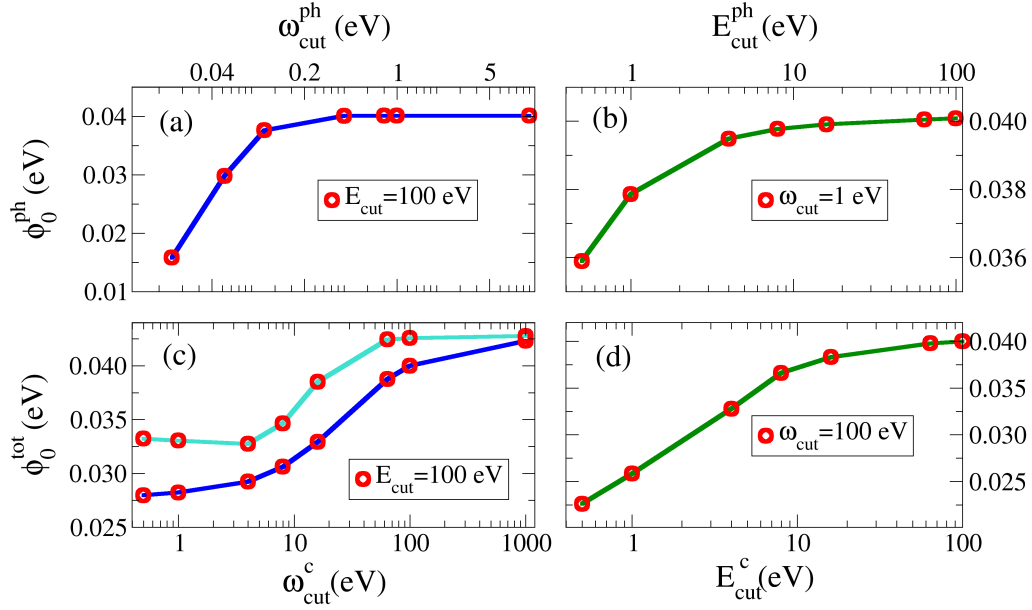 ω_cut^ph (eV)
E_cut^ph (eV)
0.04 0.2 1 5
1 10 100
(a)
0.04
0.03
0.02
0.01
ϕ_0^ph (eV)
E_cut=100 eV
(b)
0.040
0.038
0.036
ω_cut=1 eV
(c)
0.040
0.035
0.030
0.025
ϕ_0^tot (eV)
E_cut=100 eV
(d)
0.040
0.035
0.030
0.025
ω_cut=100 eV
1 10 100 1000
1 10 100
ω_cut^c (eV)
E_cut^c (eV)